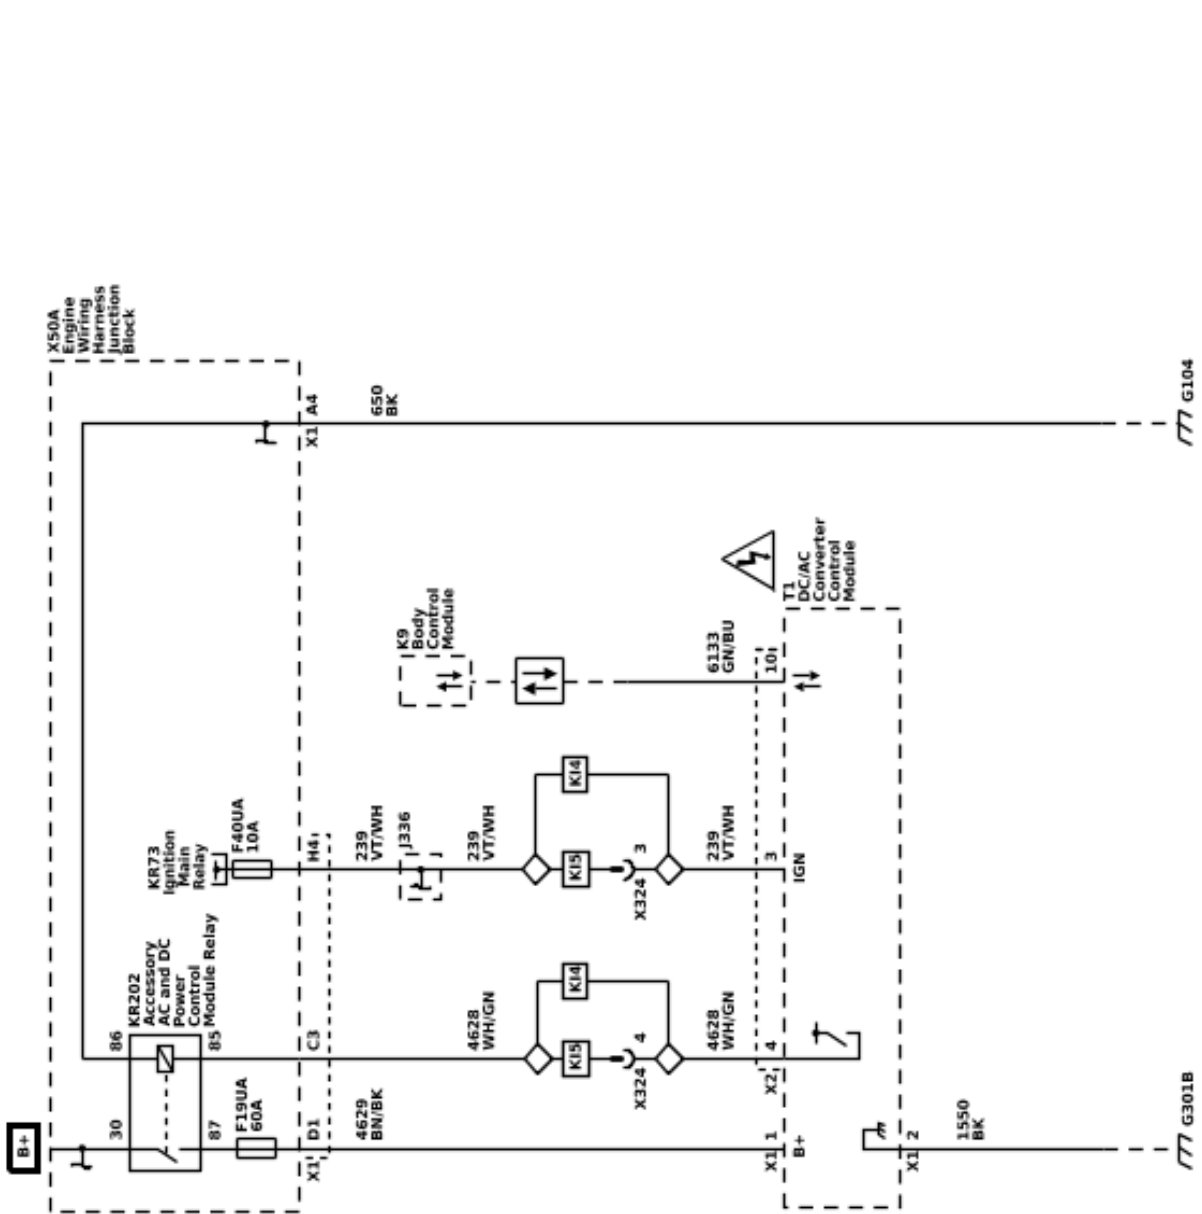 X50A
Engine
Wiring
Harness
Junction
Block
A4
X1
650
BK
G104
B+
30
86
KR202
Accessory
AC and DC
Power
Control
Module Relay
85
87
F19UA
60A
KR73
Ignition
Main
Relay
F40UA
10A
H4
C3
D1
X1
239
VT/WH
J336
239
VT/WH
4629
BN/BK
4628
WH/GN
K9
Body
Control
Module
KI4
KI5
3
X324
KI4
KI5
4
X324
6133
GN/BU
239
VT/WH
4628
WH/GN
10
3
4
X2
1
X1
T1
DC/AC
Converter
Control
Module
IGN
B+
2
X1
1550
BK
G301B